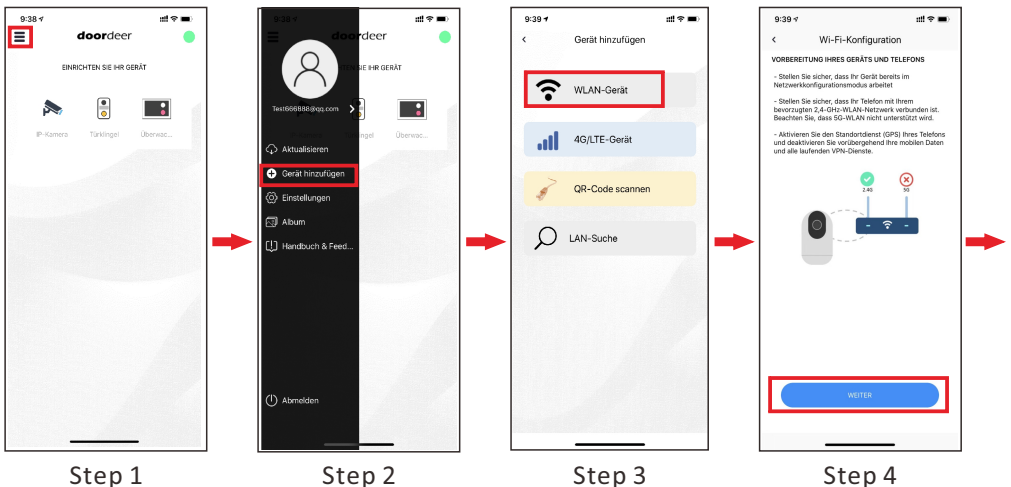 9:38
doordeer
EINRICHTEN SIE IHR GERÄT
IP-Kamera
Türklingel
Überwac...
Step 1
9:38
deer
SIE IHR GERÄT
Test666888@qq.com
Überwac...
Aktualisieren
Gerät hinzufügen
Einstellungen
Album
Handbuch & Feed...
Abmelden
Step 2
9:39
Gerät hinzufügen
WLAN-Gerät
4G/LTE-Gerät
QR-Code scannen
LAN-Suche
Step 3
9:39
Wi-Fi-Konfiguration
VORBEREITUNG IHRES GERÄTS UND TELEFONS
- Stellen Sie sicher, dass Ihr Gerät bereits im
Netzwerkkonfigurationsmodus arbeitet
- Stellen Sie sicher, dass Ihr Telefon mit Ihrem
bevorzugten 2,4-GHz-WLAN-Netzwerk verbunden ist.
Beachten Sie, dass 5G-WLAN nicht unterstützt wird.
- Aktivieren Sie den Standortdienst (GPS) Ihres Telefons
und deaktivieren Sie vorübergehend Ihre mobilen Daten
und alle laufenden VPN-Dienste.
2.4G
5G
WEITER
Step 4